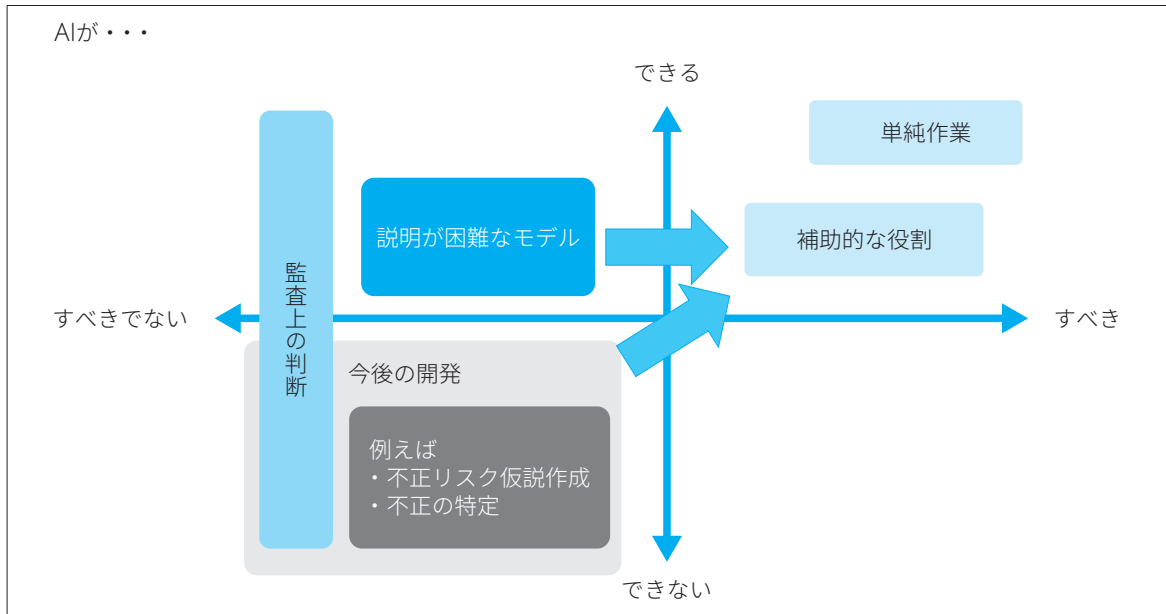 AIが・・・
できる
単純作業
説明が困難なモデル
補助的な役割
監査上の判断
すべきでない
すべき
今後の開発
例えば
・不正リスク仮説作成
・不正の特定
できない